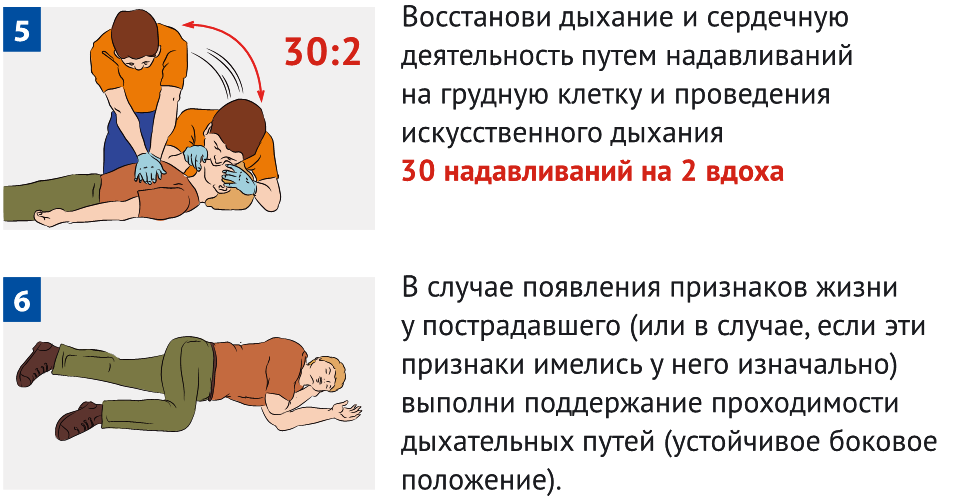 5
30:2
Восстанови дыхание и сердечную
деятельность путем надавливаний
на грудную клетку и проведения
искусственного дыхания
30 надавливаний на 2 вдоха
6
В случае появления признаков жизни
у пострадавшего (или в случае, если эти
признаки имелись у него изначально)
выполни поддержание проходимости
дыхательных путей (устойчивое боковое
положение).